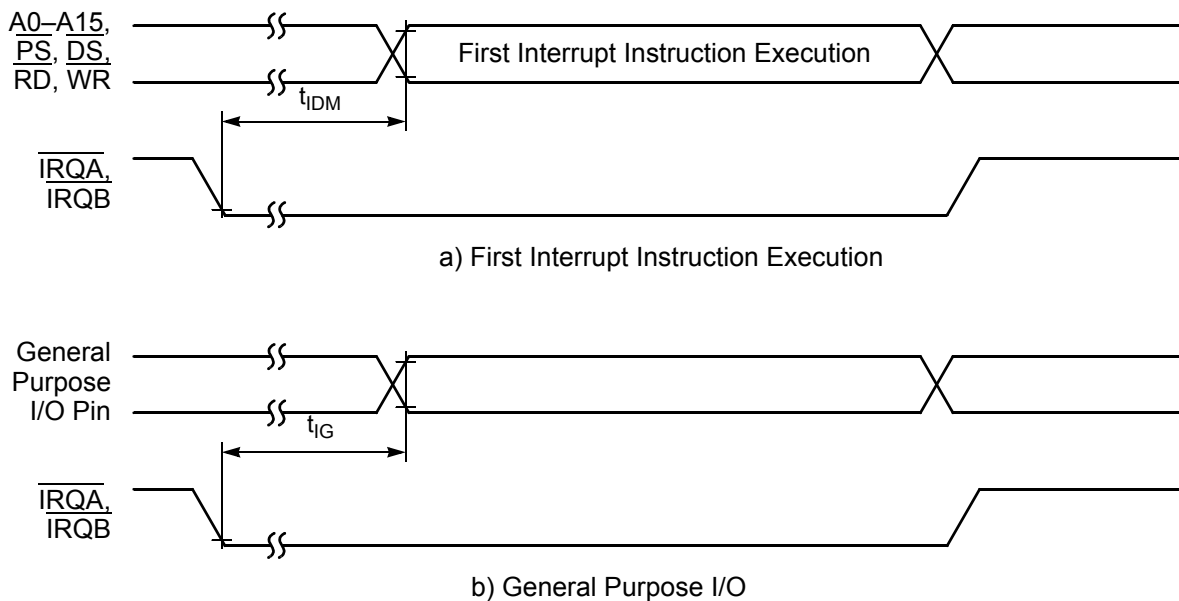 A0–A15,
PS, DS,
RD, WR
First Interrupt Instruction Execution
tIDM
IRQA,
IRQB
a) First Interrupt Instruction Execution
General
Purpose
I/O Pin
tIG
IRQA,
IRQB
b) General Purpose I/O